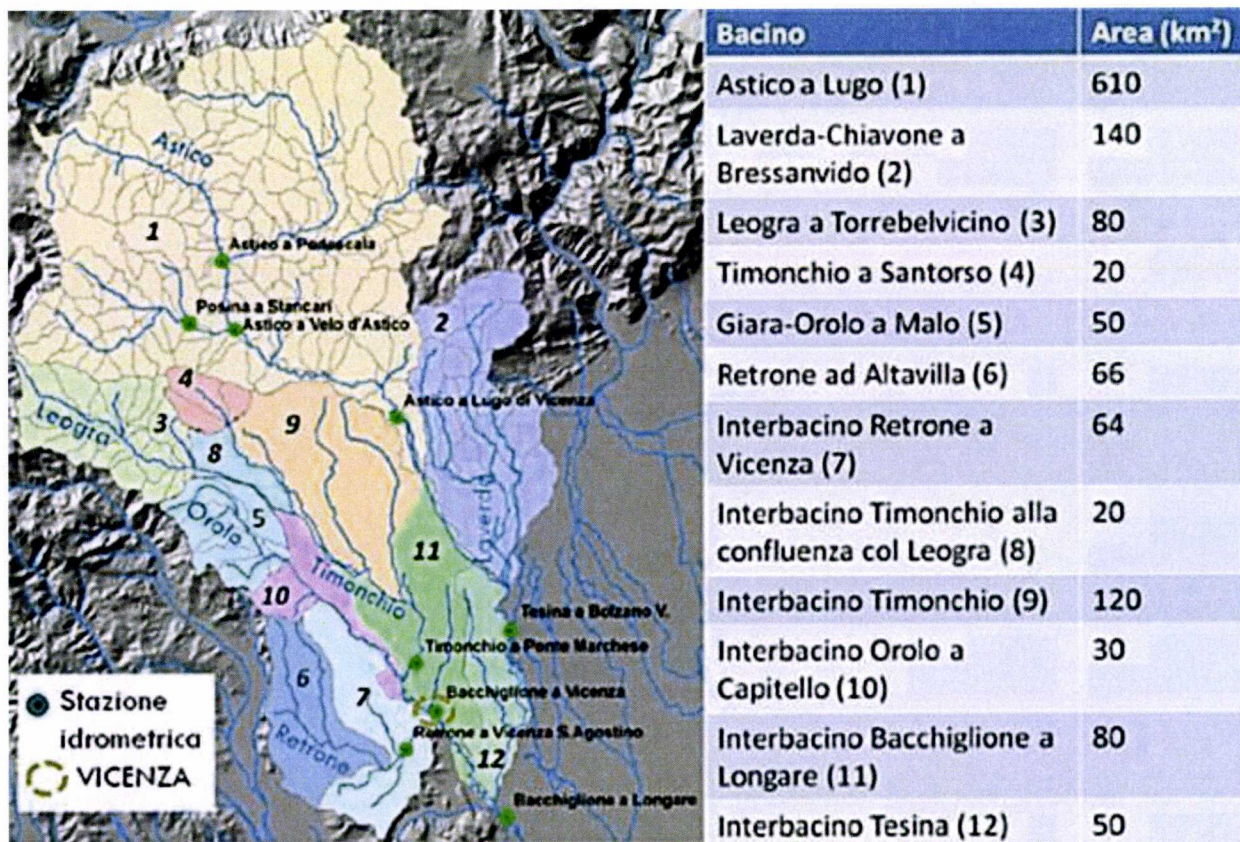 Astico
1
Astico a Pedescala
Posina a Stancari
Astico a Velo d'Astico
2
4
Astico a Lugo di Vicenza
3
9
Leogra
8
5
Orolo
11
Laverda
10
Timonchio
Tesina a Bolzano V.
Timonchio a Ponte Marchese
6
7
Bacchiglione a Vicenza
Retrone a Vicenza S.Agostino
Retrone
12
Bacchiglione a Longare
Stazione
idrometrica
VICENZA
Bacino Area (km²)
Astico a Lugo (1) 610
Laverda-Chiavone a 140
Bressanvido (2)
Leogra a Torrebelvicino (3) 80
Timonchio a Santorso (4) 20
Giara-Orolo a Malo (5) 50
Retrone ad Altavilla (6) 66
Interbacino Retrone a 64
Vicenza (7)
Interbacino Timonchio alla 20
confluenza col Leogra (8)
Interbacino Timonchio (9) 120
Interbacino Orolo a 30
Capitello (10)
Interbacino Bacchiglione a 80
Longare (11)
Interbacino Tesina (12) 50